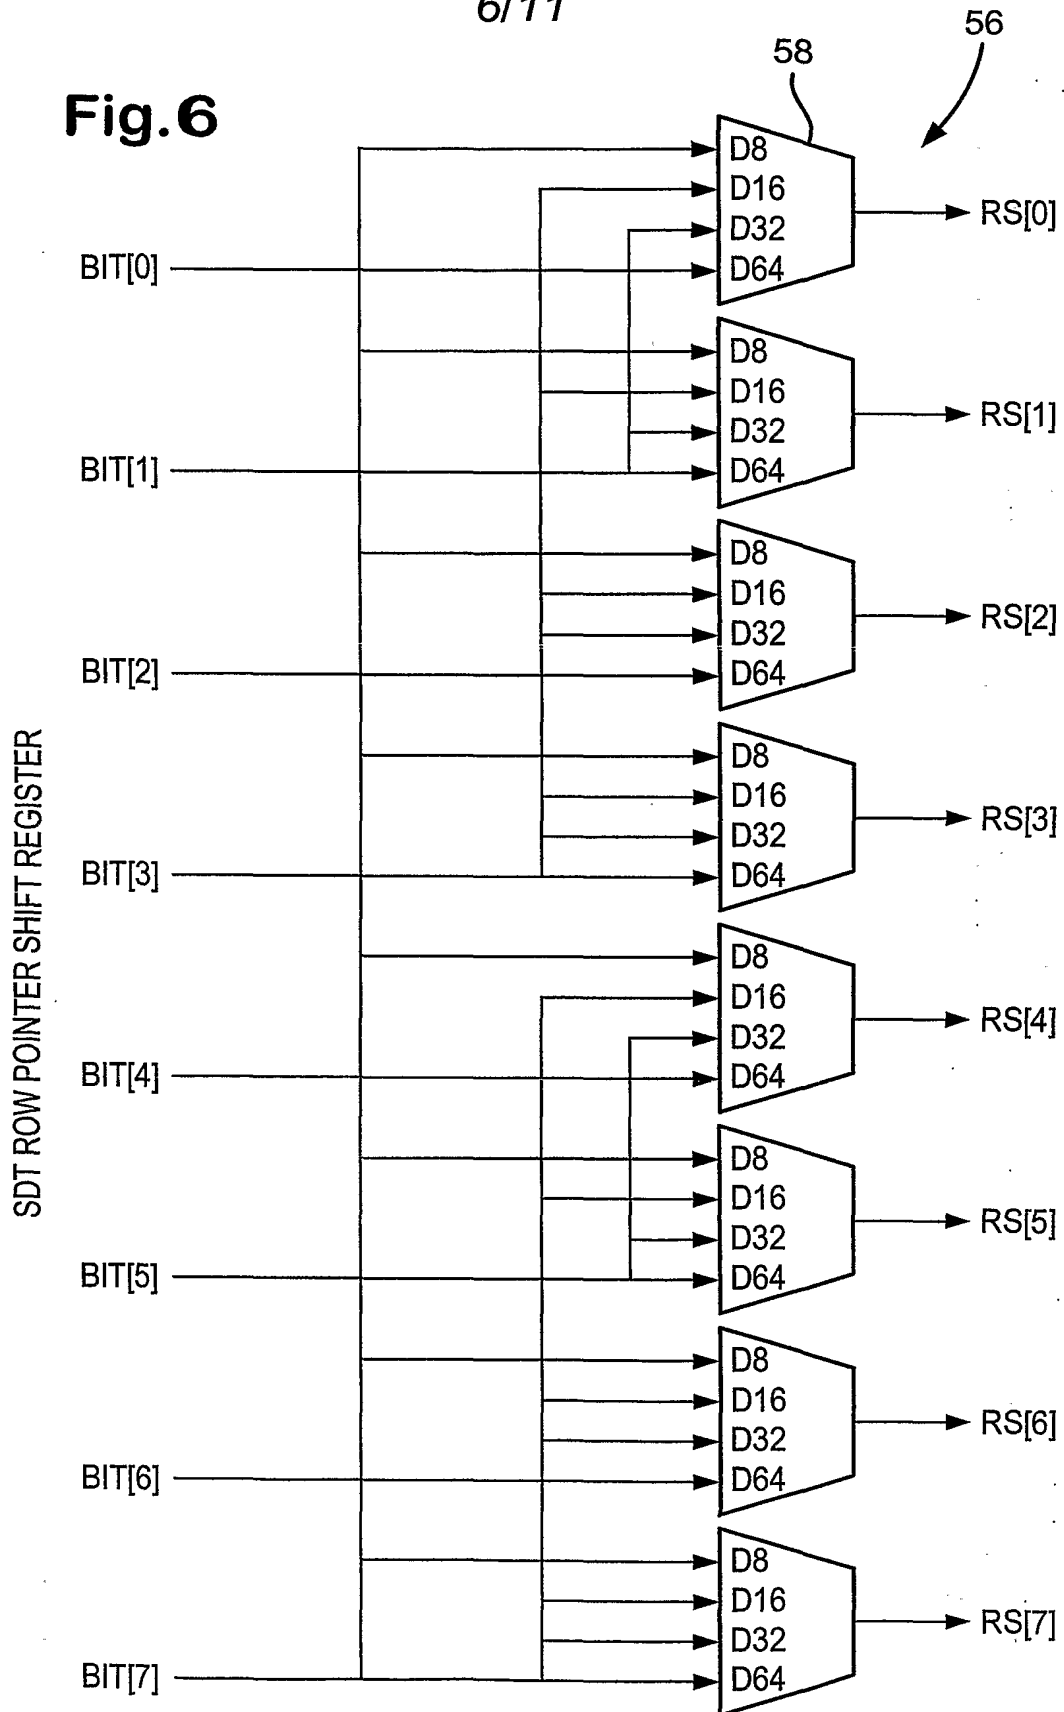 6/11
Fig.6
58
56
SDT ROW POINTER SHIFT REGISTER
D8
D16
D32
BIT[0] D64
RS[0]
D8
D16
D32
BIT[1] D64
RS[1]
D8
D16
D32
BIT[2] D64
RS[2]
D8
D16
D32
BIT[3] D64
RS[3]
D8
D16
D32
BIT[4] D64
RS[4]
D8
D16
D32
BIT[5] D64
RS[5]
D8
D16
D32
BIT[6] D64
RS[6]
D8
D16
D32
BIT[7] D64
RS[7]